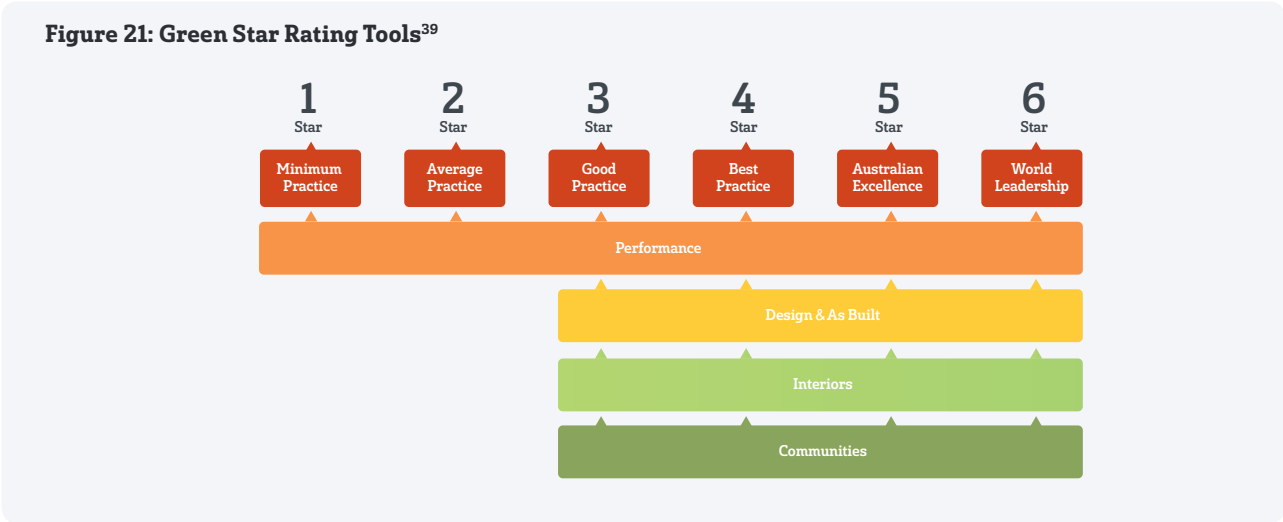 Figure 21: Green Star Rating Tools39
1 2 3 4 5 6
Star Star Star Star Star Star
Minimum Practice
Average Practice
Good Practice
Best Practice
Australian Excellence
World Leadership
Performance
Design & As Built
Interiors
Communities